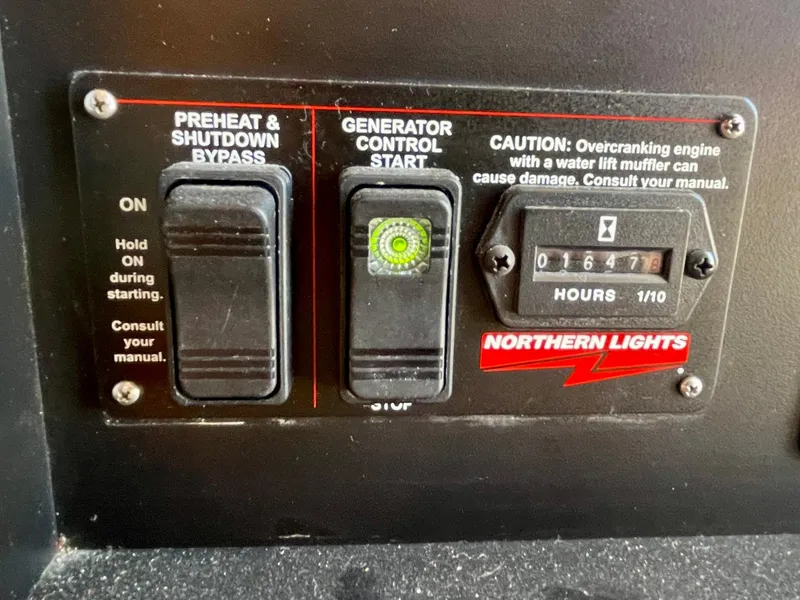 PREHEAT &
SHUTDOWN
BYPASS
ON
Hold
ON
during
starting.
Consult
your
manual.
GENERATOR
CONTROL
START
STOP
CAUTION: Overcranking engine
with a water lift muffler can
cause damage. Consult your manual.
016478
HOURS 1/10
NORTHERN LIGHTS